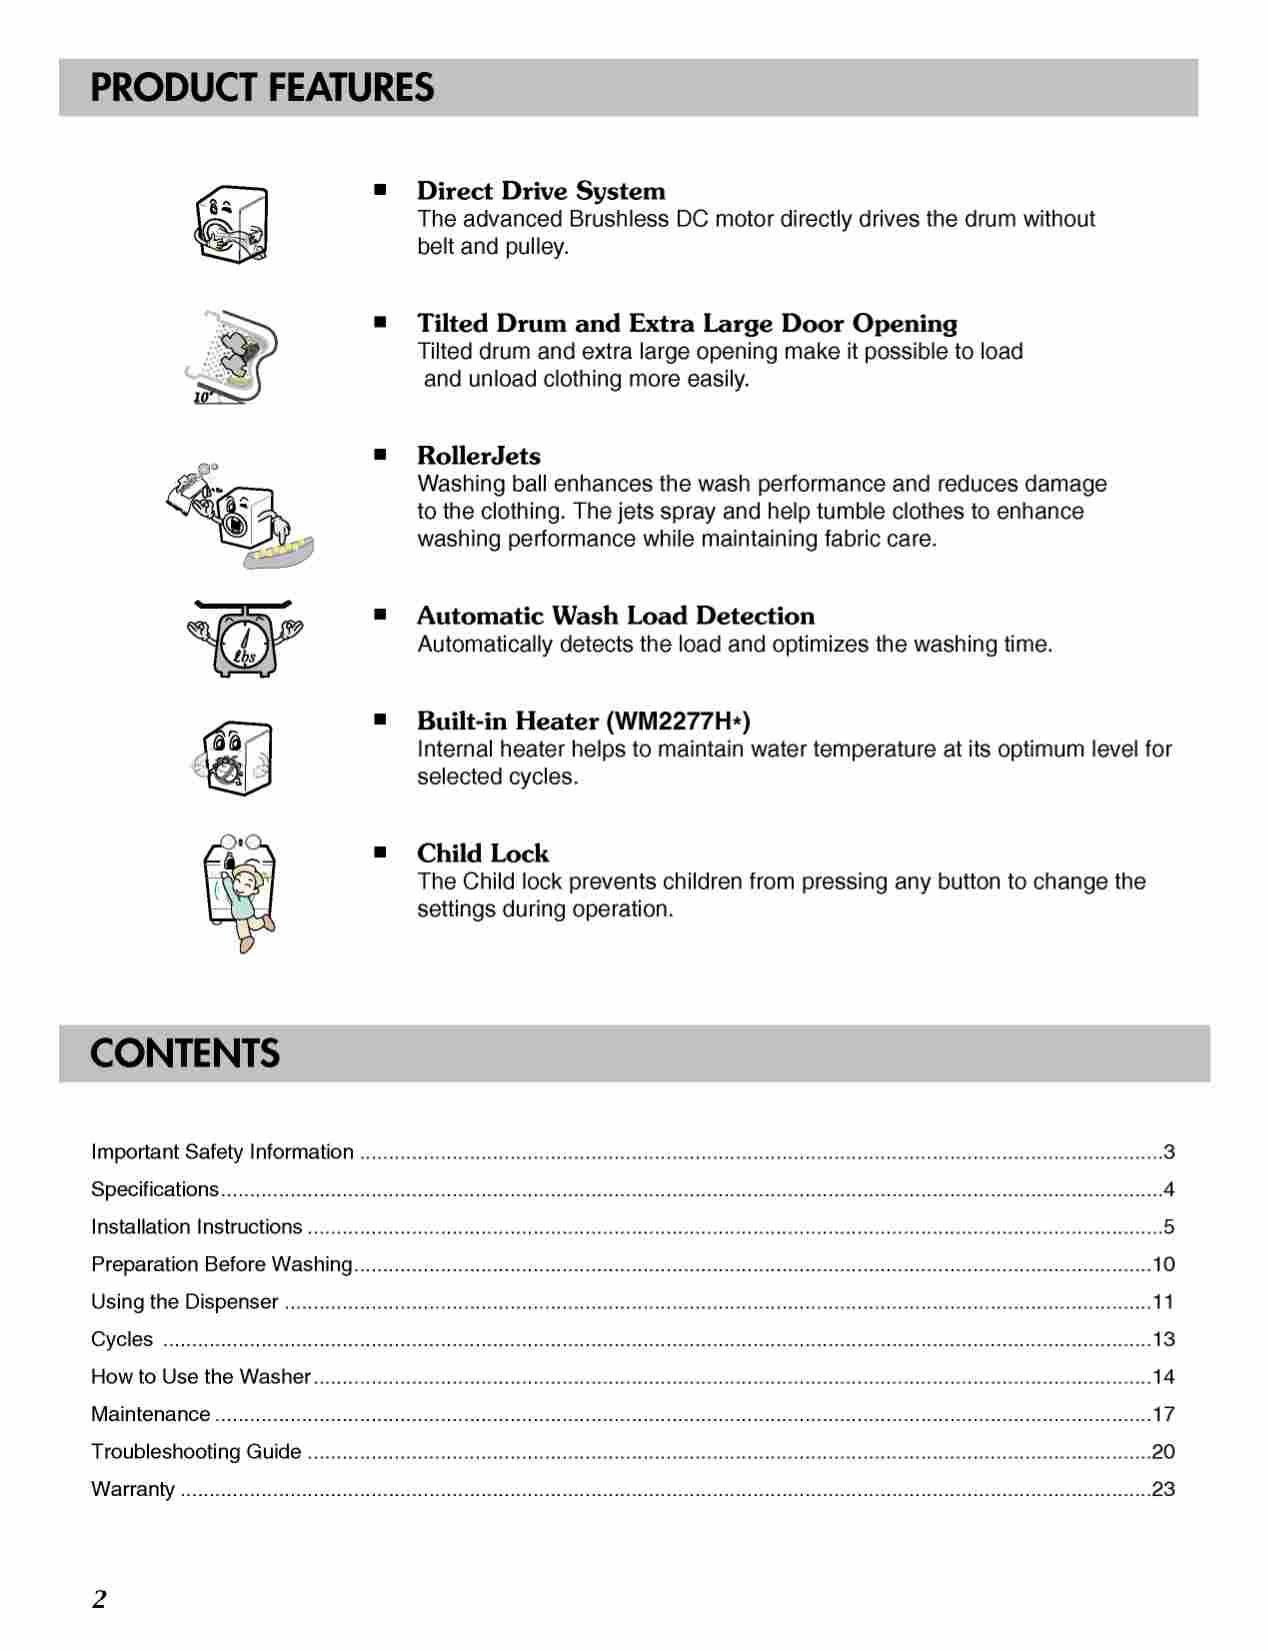 PRODUCT FEATURES
■ Direct Drive System
The advanced Brushless DC motor directly drives the drum without
belt and pulley.
10°
■ Tilted Drum and Extra Large Door Opening
Tilted drum and extra large opening make it possible to load
and unload clothing more easily.
■ RollerJets
Washing ball enhances the wash performance and reduces damage
to the clothing. The jets spray and help tumble clothes to enhance
washing performance while maintaining fabric care.
lbs
■ Automatic Wash Load Detection
Automatically detects the load and optimizes the washing time.
■ Built-in Heater (WM2277H*)
Internal heater helps to maintain water temperature at its optimum level for
selected cycles.
■ Child Lock
The Child lock prevents children from pressing any button to change the
settings during operation.
CONTENTS
Important Safety Information ........................................3
Specifications........................................4
Installation Instructions ........................................5
Preparation Before Washing........................................10
Using the Dispenser ........................................11
Cycles ........................................13
How to Use the Washer........................................14
Maintenance ........................................17
Troubleshooting Guide ........................................20
Warranty ........................................23
2